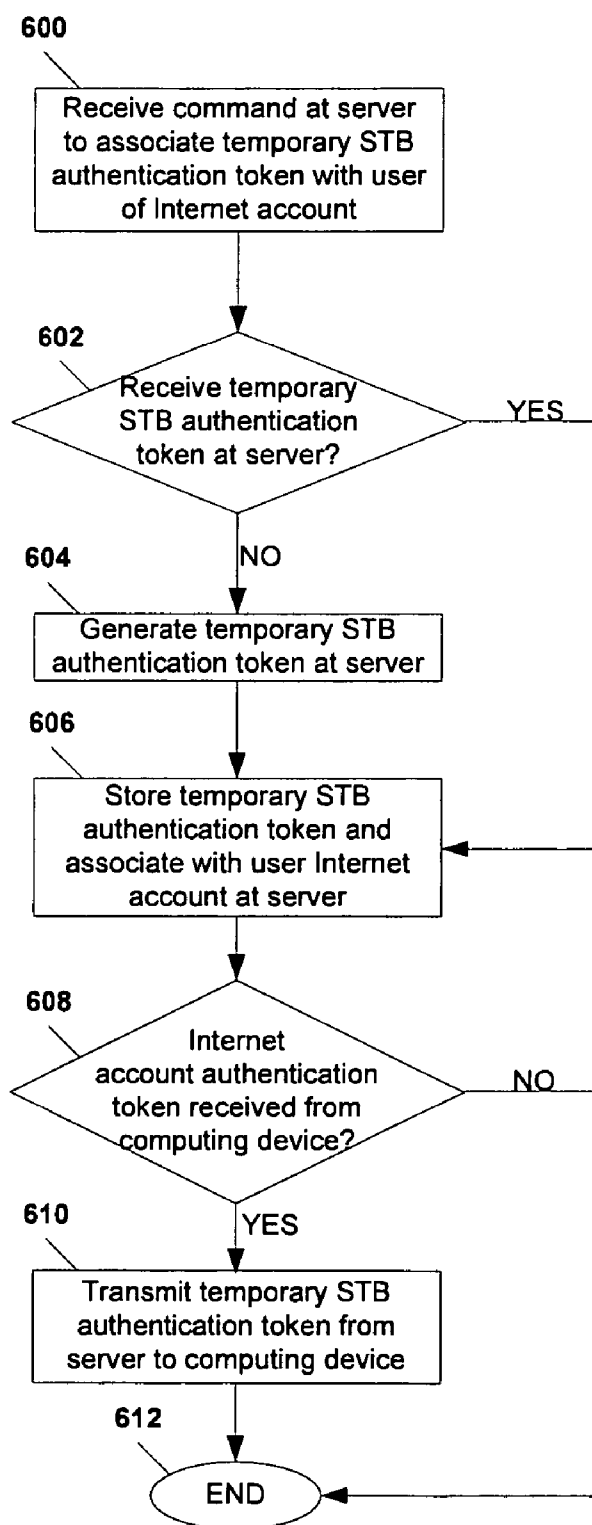 600
Receive command at server
to associate temporary STB
authentication token with user
of Internet account
602
Receive temporary
STB authentication
token at server?
YES
NO
604
Generate temporary STB
authentication token at server
606
Store temporary STB
authentication token and
associate with user Internet
account at server
608
Internet
account authentication
token received from
computing device?
NO
YES
610
Transmit temporary STB
authentication token from
server to computing device
612
END